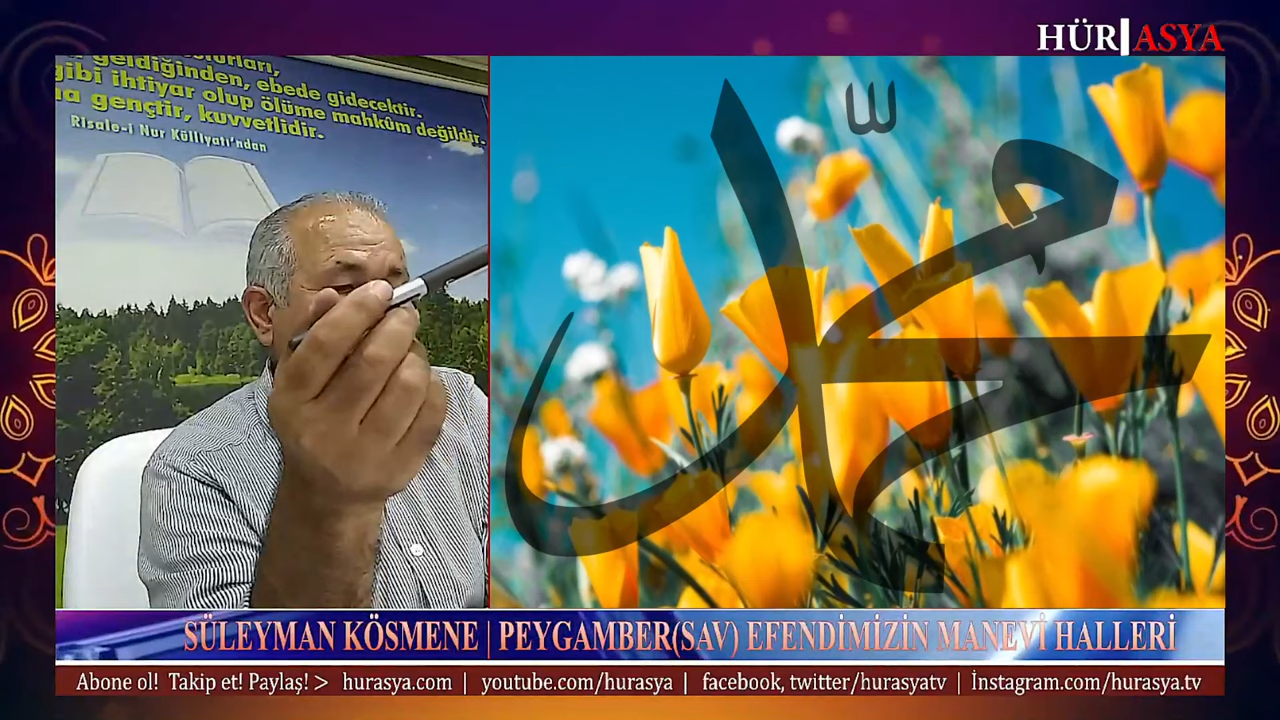 HÜR|ASYA
geldiğinden, ebede gidecektir.
gibi ihtiyar olup ölüme mahkûm değildir.
gençtir, kuvvetlidir.
Risale-i Nur Külliyatı'ndan
محمد
SÜLEYMAN KÖSMENE | PEYGAMBER(SAV) EFENDİMİZİN MANEVİ HALLERİ
Abone ol! Takip et! Paylaş! > hurasya.com | youtube.com/hurasya | facebook, twitter/hurasyatv | İnstagram.com/hurasya.tv